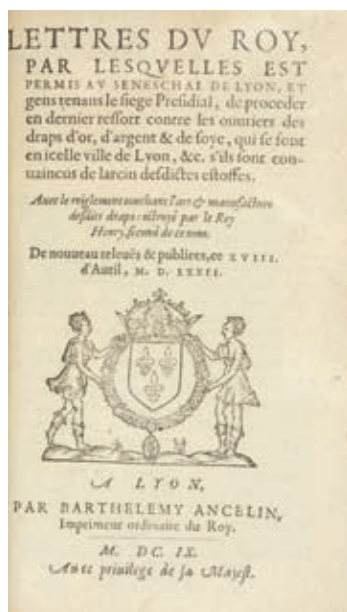 LETTRES DV ROY,
PAR LESQVELLES EST
PERMIS AV SENESCHAL DE LYON, ET
gens tenans le siege Presidial, de proceder
en dernier ressort contre les ouuriers des
draps d'or, d'argent & de soye, qui se font
en icelle ville de Lyon, &c. s'ils sont con-
uaincus de larcin desdictes estoffes.
Auec le reiglement touchant l'art & manufacture
desdits draps: octroyé par le Roy
Henry second de ce nom.
De nouueau releués & publiees, ce XVIII.
d'Auril, M. D. LXXII.
A LYON,
PAR BARTHELEMY ANCELIN,
Imprimeur ordinaire du Roy.
M. DC. IX.
Auec priuilege de sa Majest.